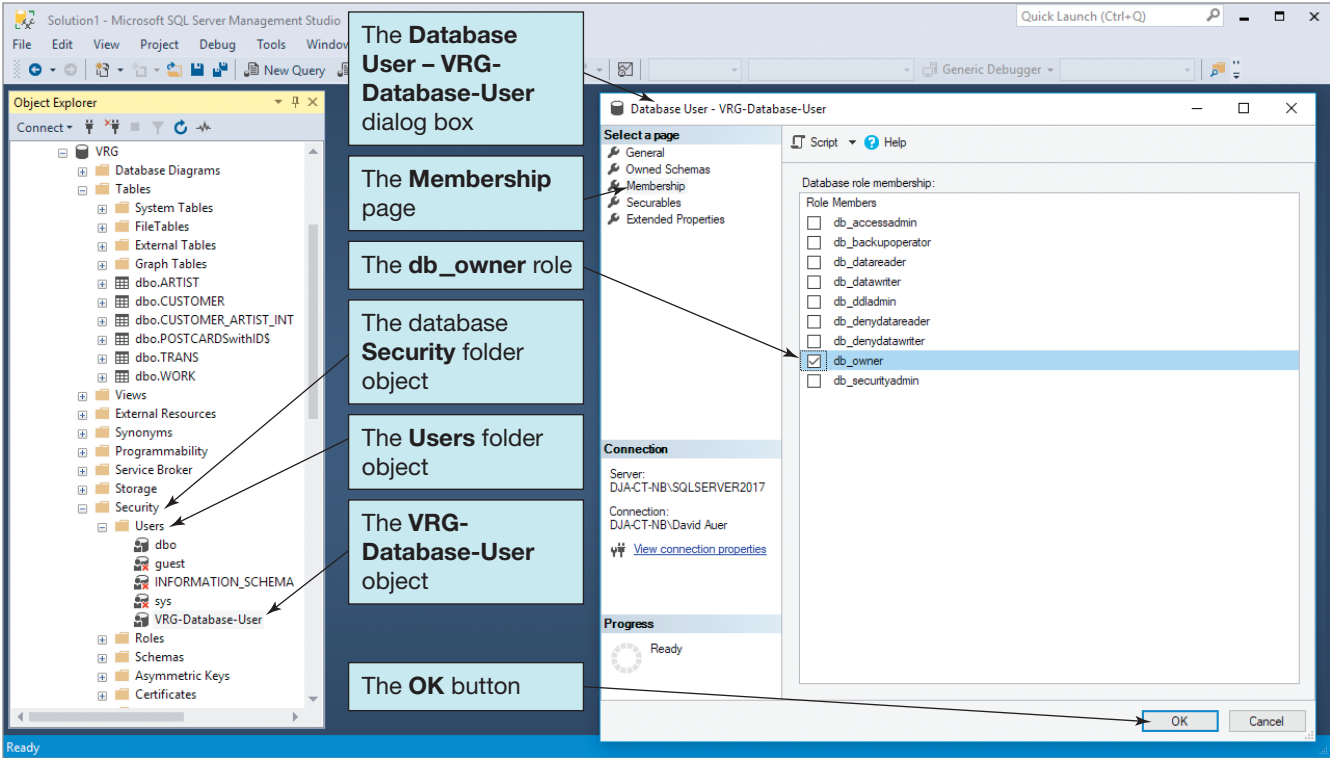 Solution1 - Microsoft SQL Server Management Studio
Quick Launch (Ctrl+Q)
File Edit View Project Debug Tools Window
New Query
Generic Debugger
Object Explorer
Connect
VRG
Database Diagrams
Tables
System Tables
FileTables
External Tables
Graph Tables
dbo.ARTIST
dbo.CUSTOMER
dbo.CUSTOMER_ARTIST_INT
dbo.POSTCARDSwithID$
dbo.TRANS
dbo.WORK
Views
External Resources
Synonyms
Programmability
Service Broker
Storage
Security
Users
dbo
guest
INFORMATION_SCHEMA
sys
VRG-Database-User
Roles
Schemas
Asymmetric Keys
Certificates
Ready
The Database
User – VRG-
Database-User
dialog box
The Membership
page
The db_owner role
The database
Security folder
object
The Users folder
object
The VRG-
Database-User
object
The OK button
Database User - VRG-Database-User
Select a page
General
Owned Schemas
Membership
Securables
Extended Properties
Connection
Server:
DJA-CT-NB\SQLSERVER2017
Connection:
DJA-CT-NB\David Auer
View connection properties
Progress
Ready
Script Help
Database role membership:
Role Members
db_accessadmin
db_backupoperator
db_datareader
db_datawriter
db_ddladmin
db_denydatareader
db_denydatawriter
db_owner
db_securityadmin
OK Cancel